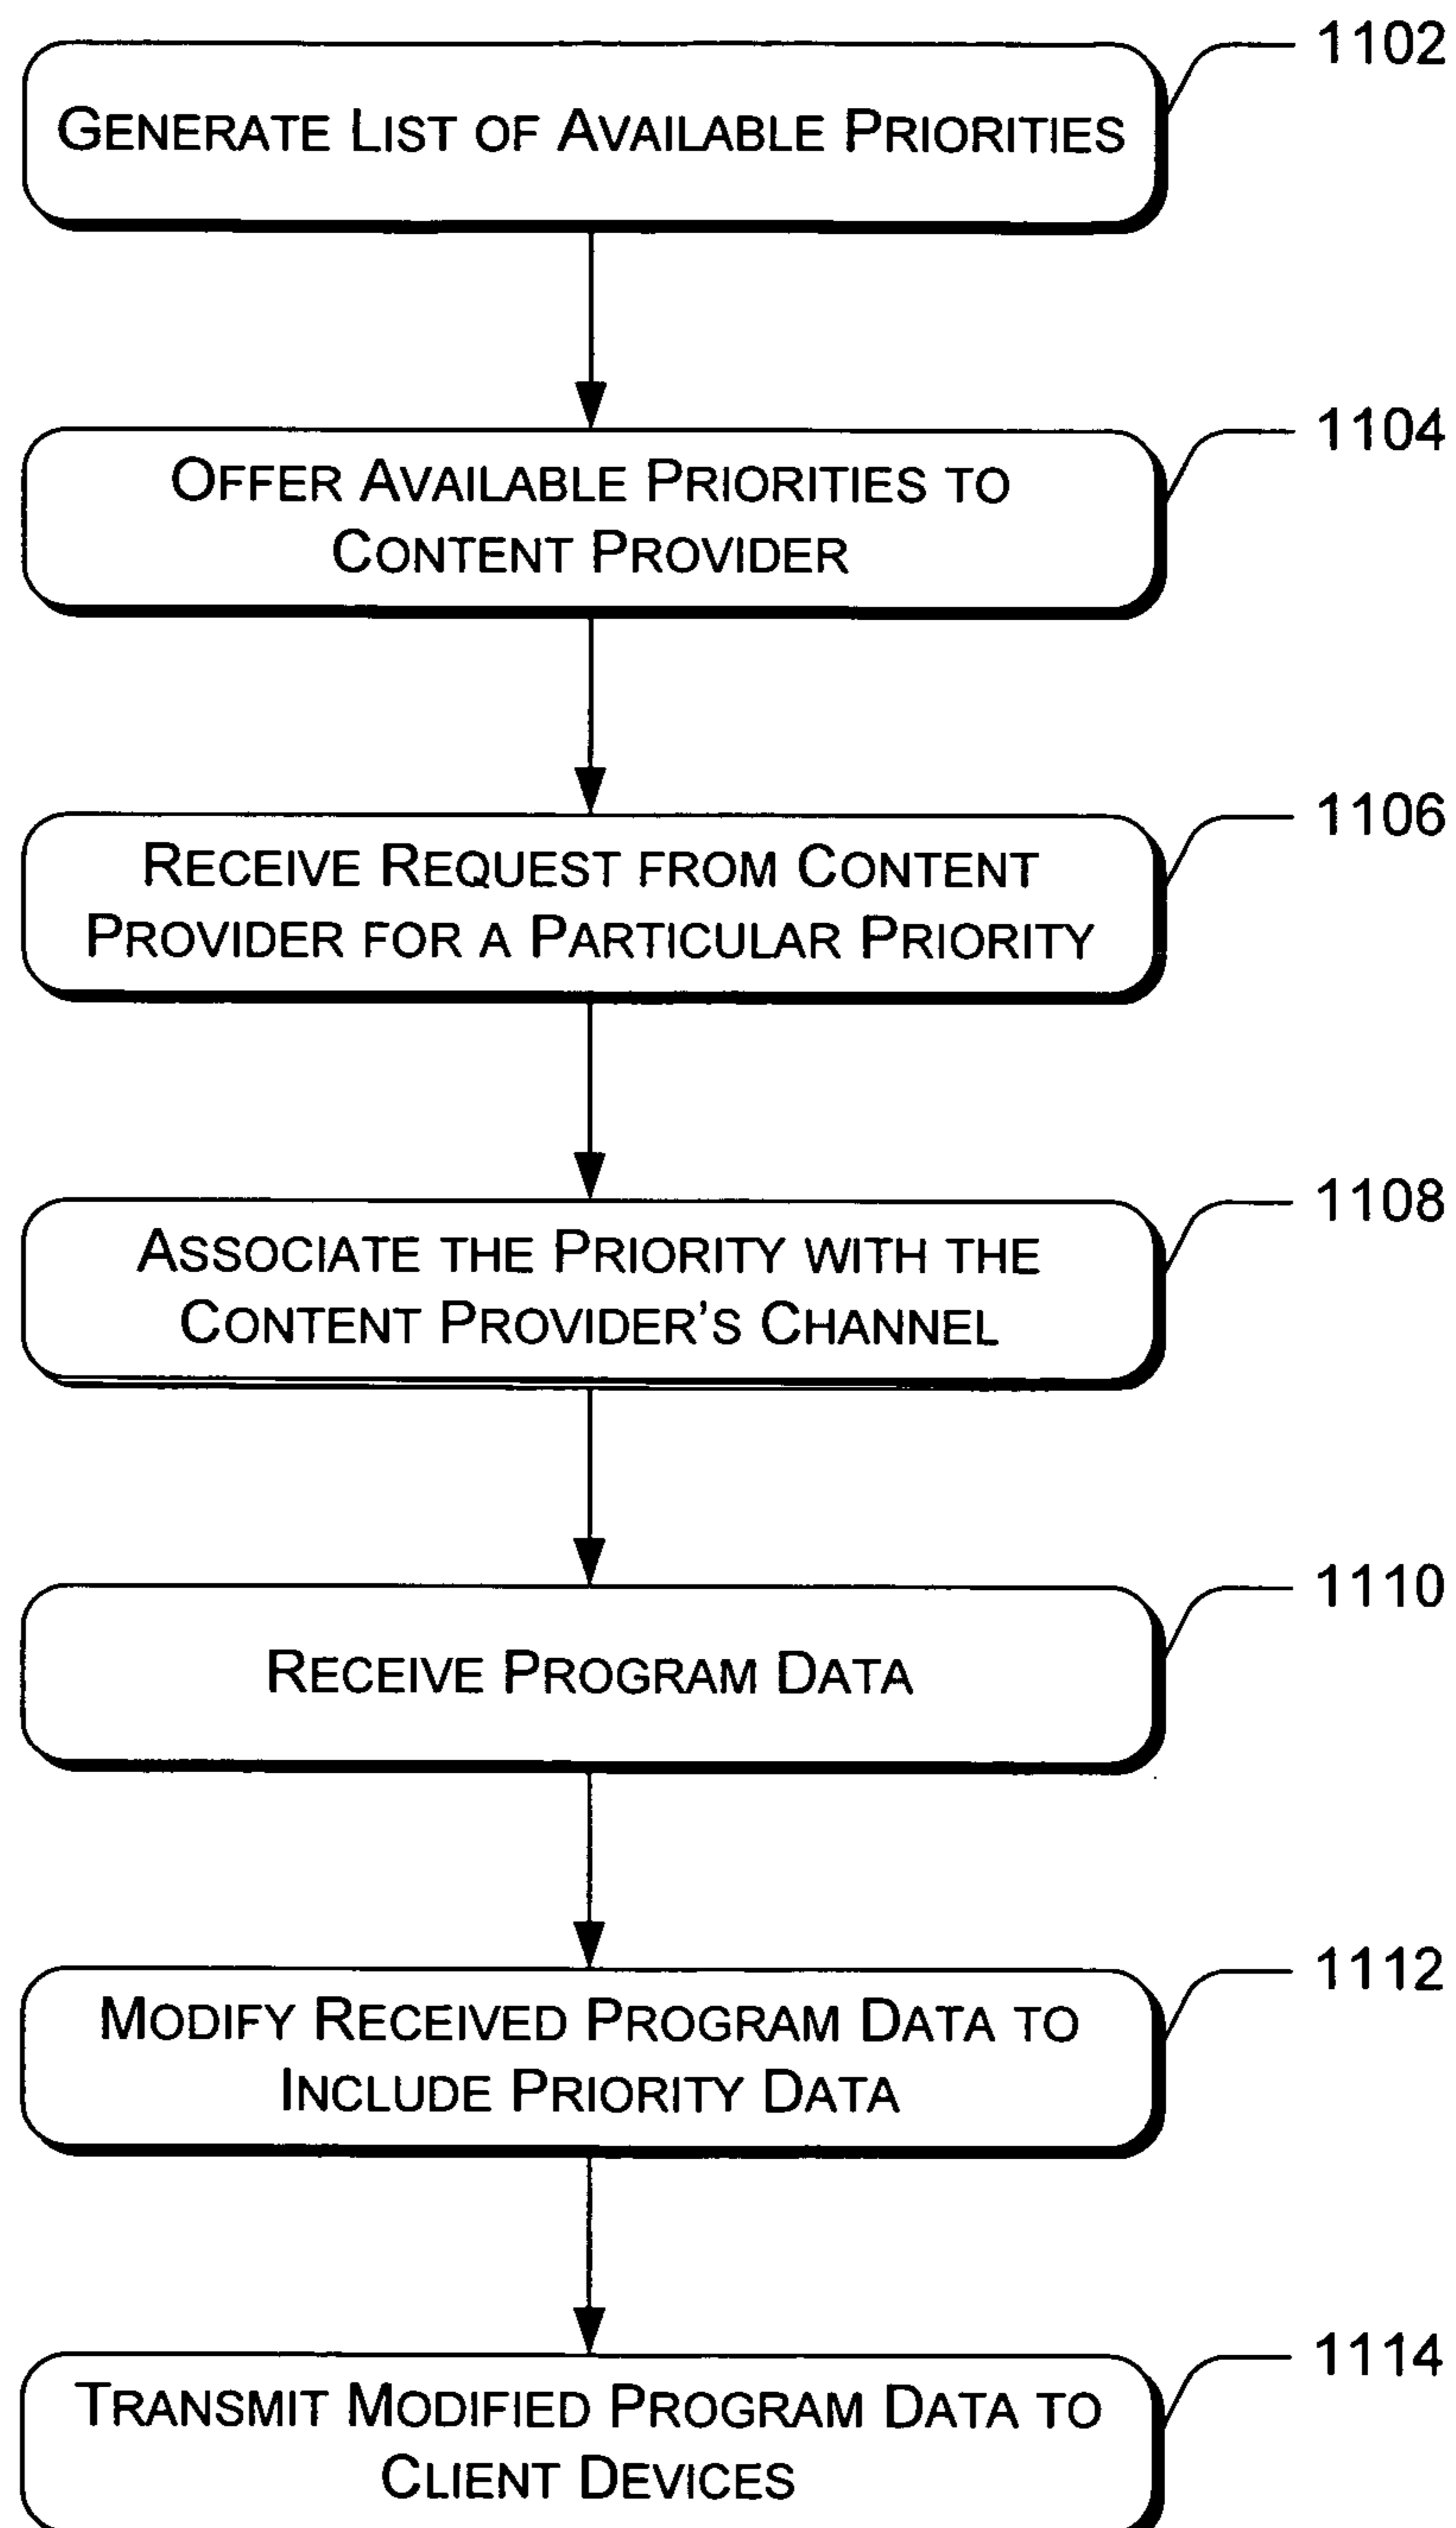 1102
GENERATE LIST OF AVAILABLE PRIORITIES
1104
OFFER AVAILABLE PRIORITIES TO
CONTENT PROVIDER
1106
RECEIVE REQUEST FROM CONTENT
PROVIDER FOR A PARTICULAR PRIORITY
1108
ASSOCIATE THE PRIORITY WITH THE
CONTENT PROVIDER'S CHANNEL
1110
RECEIVE PROGRAM DATA
1112
MODIFY RECEIVED PROGRAM DATA TO
INCLUDE PRIORITY DATA
1114
TRANSMIT MODIFIED PROGRAM DATA TO
CLIENT DEVICES